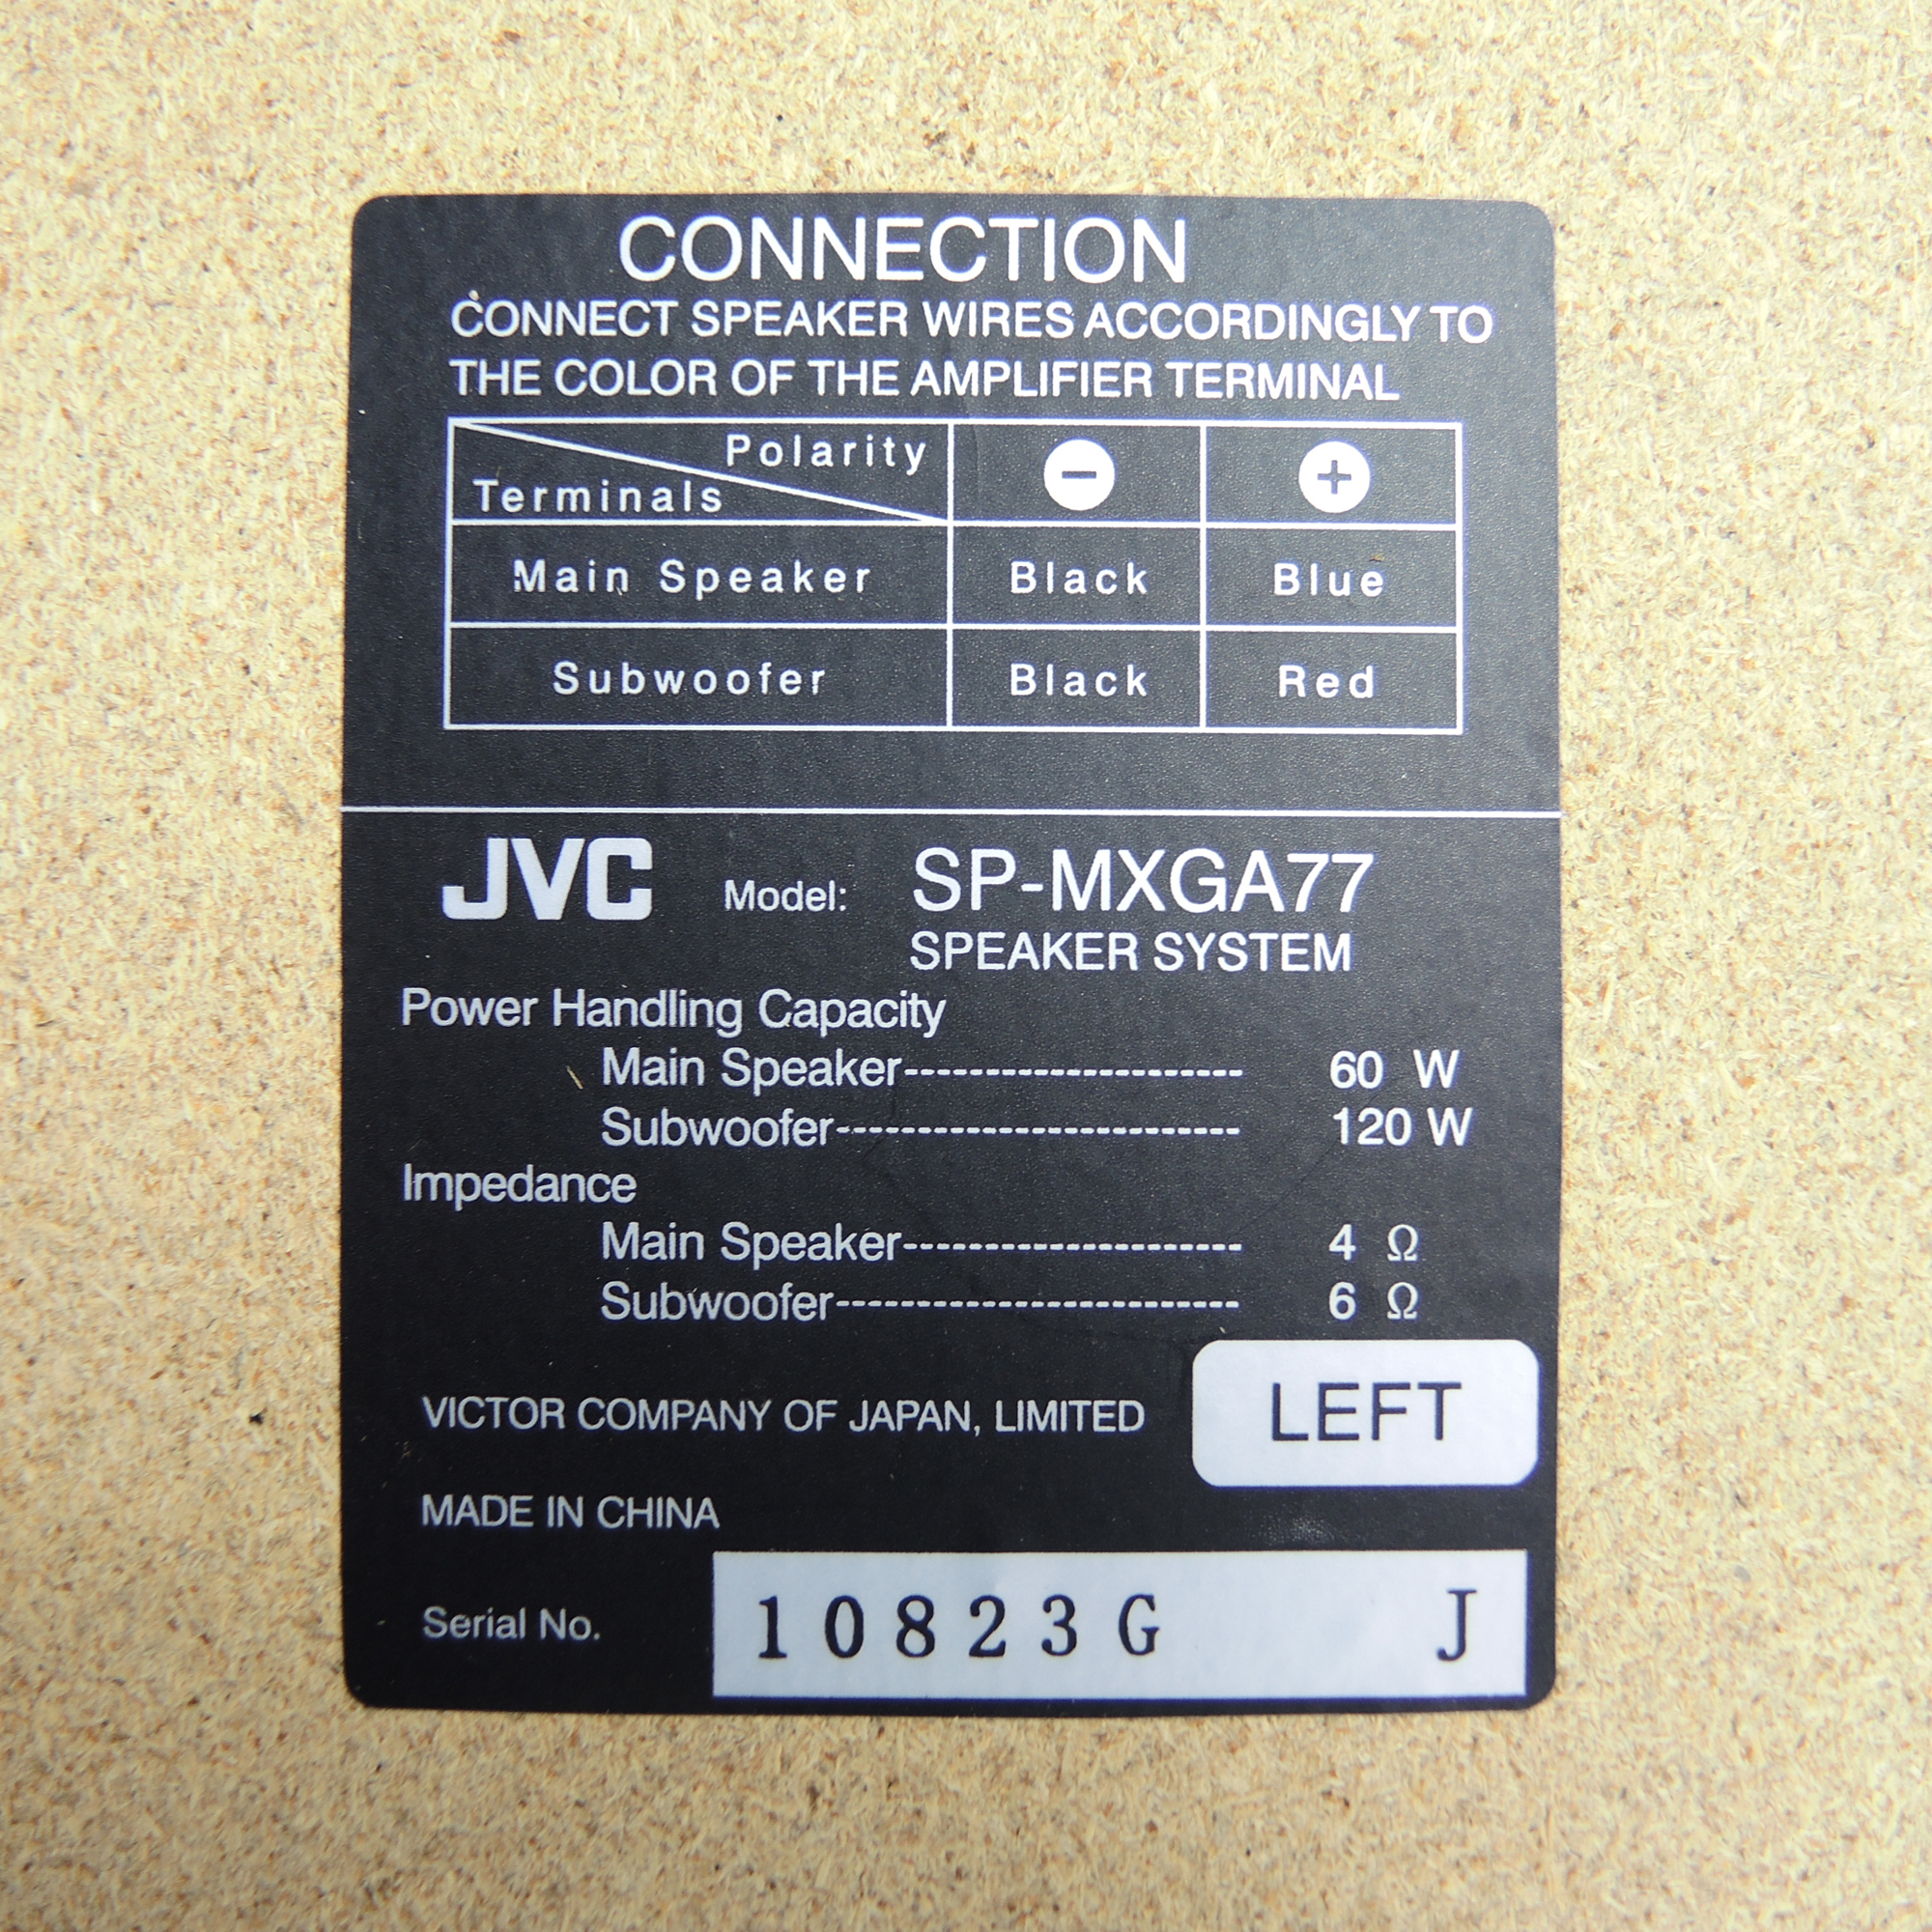 CONNECTION
CONNECT SPEAKER WIRES ACCORDINGLY TO
THE COLOR OF THE AMPLIFIER TERMINAL
Polarity
Terminals
− +
Main Speaker Black Blue
Subwoofer Black Red
JVC Model: SP-MXGA77
SPEAKER SYSTEM
Power Handling Capacity
Main Speaker--------------------- 60 W
Subwoofer------------------------- 120 W
Impedance
Main Speaker--------------------- 4 Ω
Subwoofer------------------------- 6 Ω
VICTOR COMPANY OF JAPAN, LIMITED LEFT
MADE IN CHINA
Serial No. 10823G J